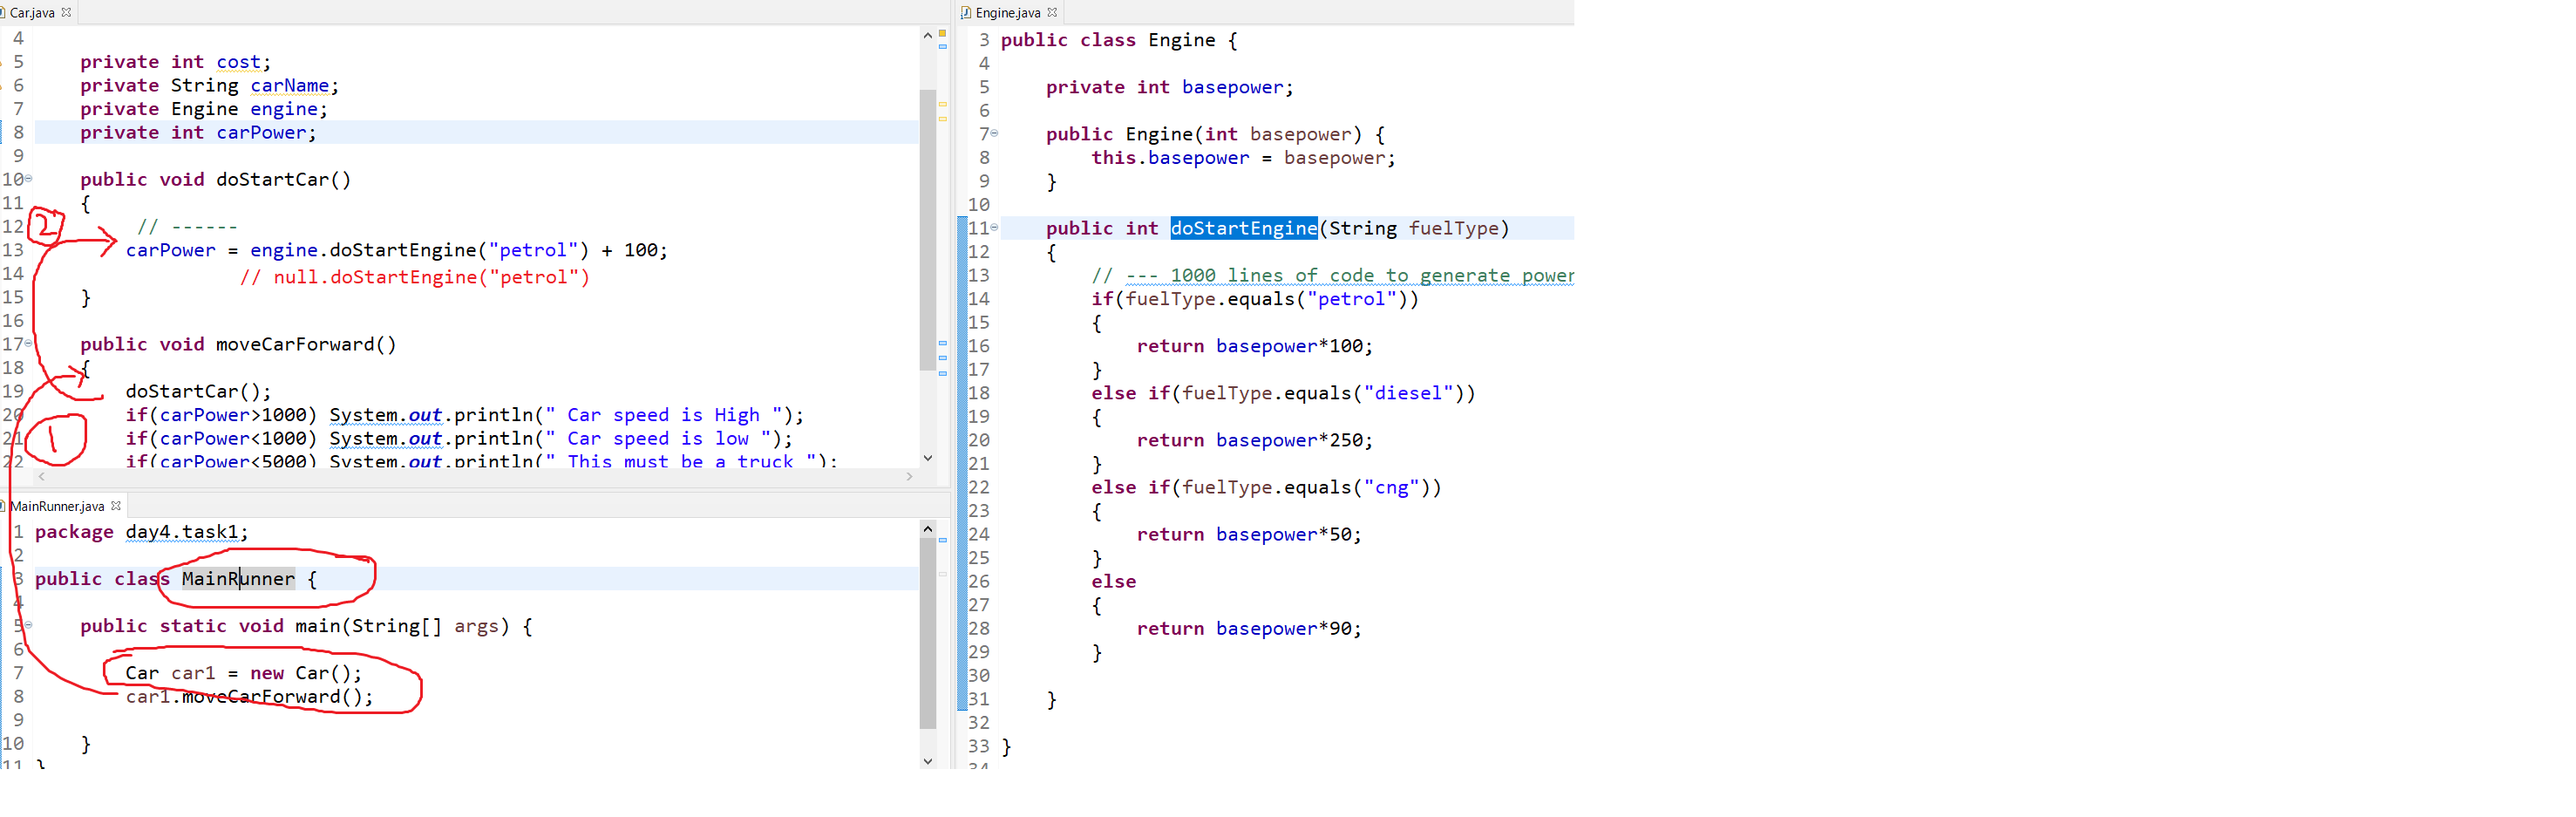 Car.java
4
5 private int cost;
6 private String carName;
7 private Engine engine;
8 private int carPower;
9
10 public void doStartCar()
11 {
12 // ------
13 carPower = engine.doStartEngine("petrol") + 100;
14 // null.doStartEngine("petrol")
15 }
16
17 public void moveCarForward()
18 {
19 doStartCar();
20 if(carPower>1000) System.out.println(" Car speed is High ");
21 if(carPower<1000) System.out.println(" Car speed is low ");
22 if(carPower<5000) System.out.println(" This must be a truck ");
2
1
MainRunner.java
1 package day4.task1;
2
3 public class MainRunner {
4
5 public static void main(String[] args) {
6
7 Car car1 = new Car();
8 car1.moveCarForward();
9
10 }
11 }
Engine.java
3 public class Engine {
4
5 private int basepower;
6
7 public Engine(int basepower) {
8 this.basepower = basepower;
9 }
10
11 public int doStartEngine(String fuelType)
12 {
13 // --- 1000 lines of code to generate power
14 if(fuelType.equals("petrol"))
15 {
16 return basepower*100;
17 }
18 else if(fuelType.equals("diesel"))
19 {
20 return basepower*250;
21 }
22 else if(fuelType.equals("cng"))
23 {
24 return basepower*50;
25 }
26 else
27 {
28 return basepower*90;
29 }
30
31 }
32
33 }
34